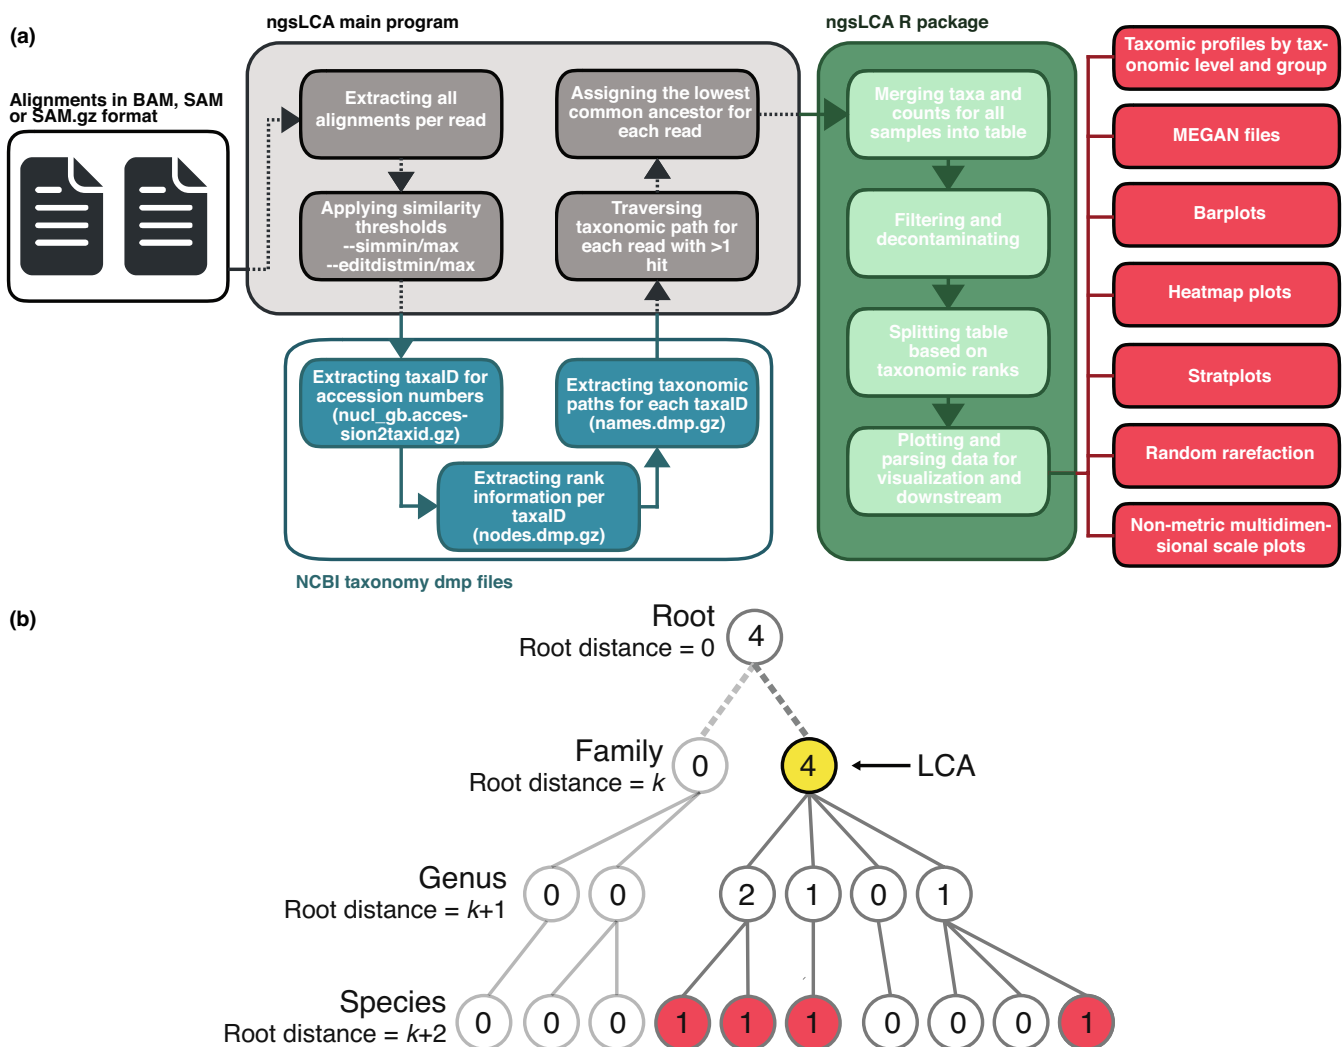 (a)
ngsLCA main program
ngsLCA R package
Alignments in BAM, SAM
or SAM.gz format
Extracting all
alignments per read
Applying similarity
thresholds
--simmin/max
--editdistmin/max
Assigning the lowest
common ancestor for
each read
Traversing
taxonomic path for
each read with >1
hit
Extracting taxaID for
accession numbers
(nucl_gb.acces-
sion2taxid.gz)
Extracting rank
information per
taxaID
(nodes.dmp.gz)
Extracting taxonomic
paths for each taxaID
(names.dmp.gz)
NCBI taxonomy dmp files
Merging taxa and
counts for all
samples into table
Filtering and
decontaminating
Splitting table
based on
taxonomic ranks
Plotting and
parsing data for
visualization and
downstream
Taxomic profiles by tax-
onomic level and group
MEGAN files
Barplots
Heatmap plots
Stratplots
Random rarefaction
Non-metric multidimen-
sional scale plots
(b)
Root
Root distance = 0
4
Family
Root distance = k
0 4
LCA
Genus
Root distance = k+1
0 0 2 1 0 1
Species
Root distance = k+2
0 0 0 1 1 1 0 0 0 1